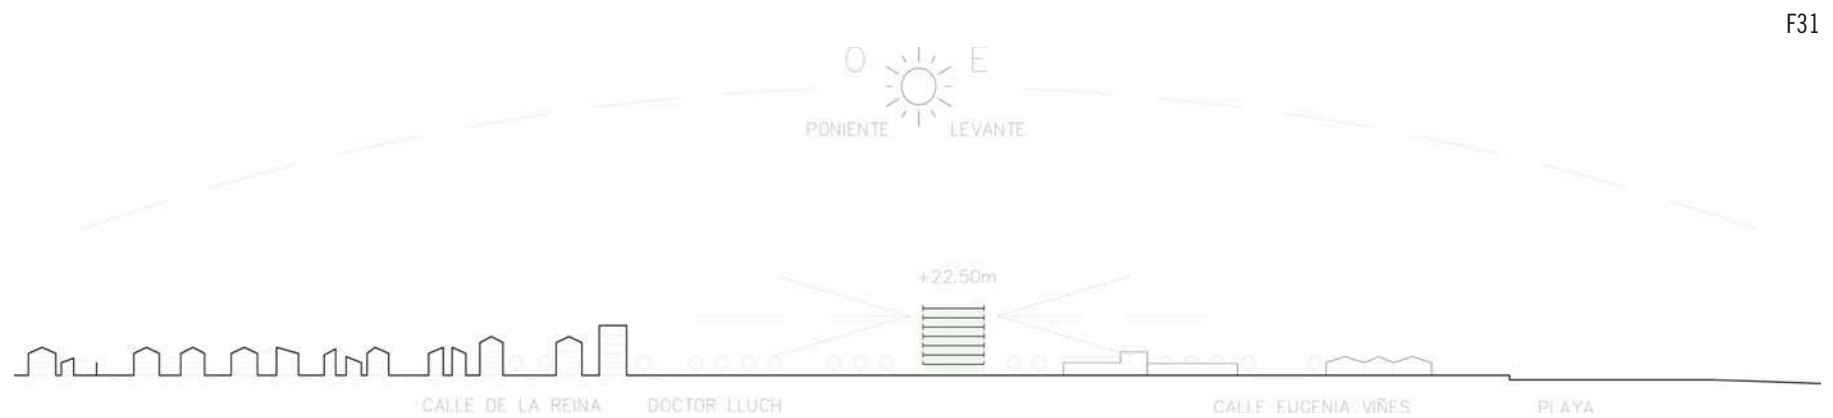 F31
O E
PONIENTE LEVANTE
+22.50m
CALLE DE LA REINA DOCTOR LLUCH CALLE EUGENIA VIÑES PLAYA